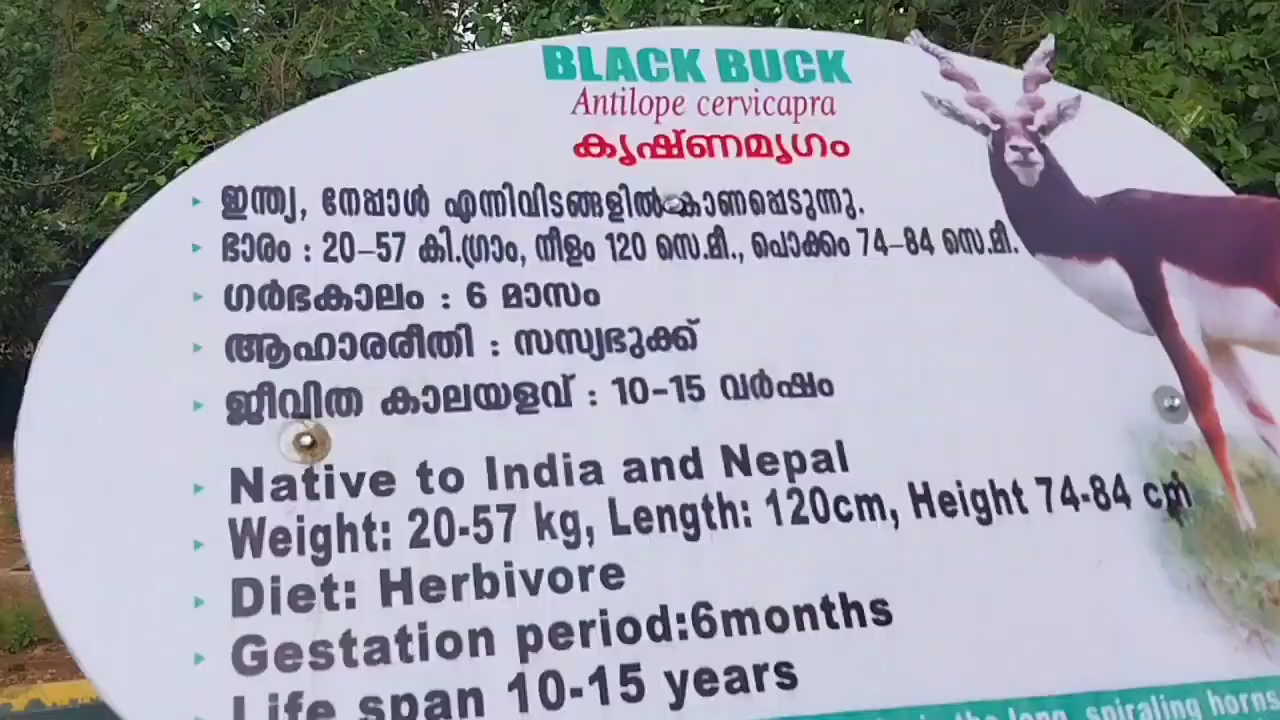 BLACK BUCK
Antilope cervicapra
കൃഷ്ണമൃഗം
ഇന്ത്യ, നേപ്പാൾ എന്നിവിടങ്ങളിൽ കാണപ്പെടുന്നു.
ഭാരം : 20-57 കി.ഗ്രാം, നീളം 120 സെ.മീ., പൊക്കം 74-84 സെ.മീ.
ഗർഭകാലം : 6 മാസം
ആഹാരരീതി : സസ്യഭുക്ക്
ജീവിത കാലയളവ് : 10-15 വർഷം
Native to India and Nepal
Weight: 20-57 kg, Length: 120cm, Height 74-84 cm
Diet: Herbivore
Gestation period:6months
Life span 10-15 years
the long, spiraling horns